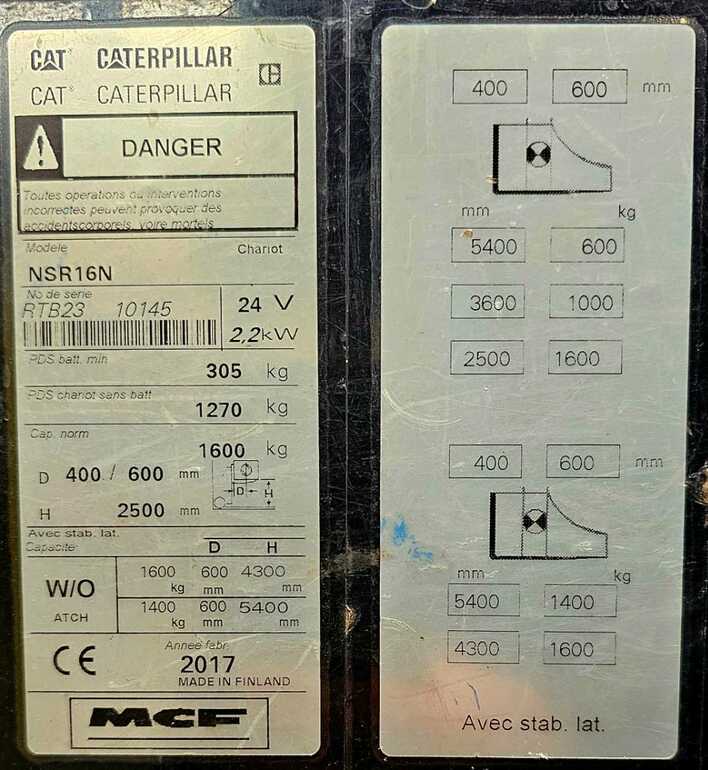 CAT® CATERPILLAR
CAT® CATERPILLAR
DANGER
Toutes operations ou interventions
incorrectes peuvent provoquer des
accidentscorporels, voire mortels
Modele Chariot
NSR16N
No de serie
RTB23 10145
24 V
2,2kW
PDS batt. min
305 kg
PDS chariot sans batt
1270 kg
Cap. norm
1600 kg
D 400 / 600 mm
D
H
H 2500 mm
Avec stab. lat.
Capacite D H
W/O
ATCH
1600 600 4300
kg mm mm
1400 600 5400
kg mm mm
CE
Annee fabr.
2017
MADE IN FINLAND
MCF
400 600 mm
mm kg
5400 600
3600 1000
2500 1600
400 600 mm
mm kg
5400 1400
4300 1600
Avec stab. lat.